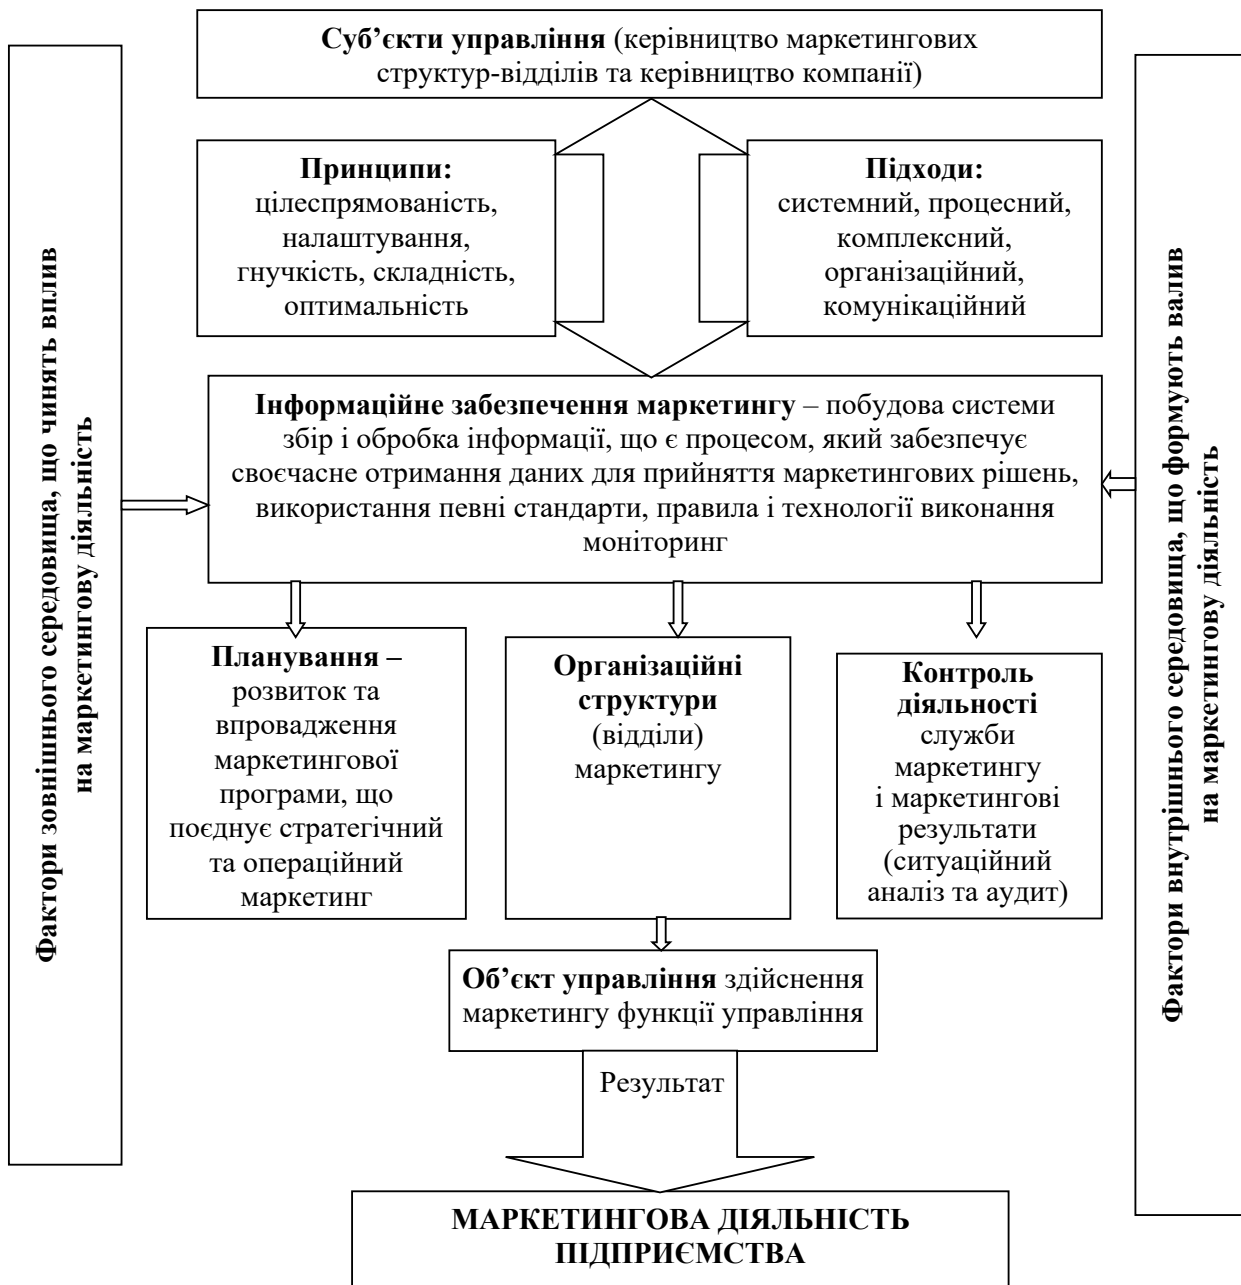 Суб’єкти управління (керівництво маркетингових
структур-відділів та керівництво компанії)
Фактори зовнішнього середовища, що чинять вплив
на маркетингову діяльність
Принципи:
цілеспрямованість,
налаштування,
гнучкість, складність,
оптимальність
Підходи:
системний, процесний,
комплексний,
організаційний,
комунікаційний
Фактори внутрішнього середовища, що формують валив
на маркетингову діяльність
Інформаційне забезпечення маркетингу – побудова системи
збір і обробка інформації, що є процесом, який забезпечує
своєчасне отримання даних для прийняття маркетингових рішень,
використання певні стандарти, правила і технології виконання
моніторинг
Планування –
розвиток та
впровадження
маркетингової
програми, що
поєднує стратегічний
та операційний
маркетинг
Організаційні
структури
(відділи)
маркетингу
Контроль
діяльності
служби
маркетингу
і маркетингові
результати
(ситуаційний
аналіз та аудит)
Об’єкт управління здійснення
маркетингу функції управління
Результат
МАРКЕТИНГОВА ДІЯЛЬНІСТЬ
ПІДПРИЄМСТВА